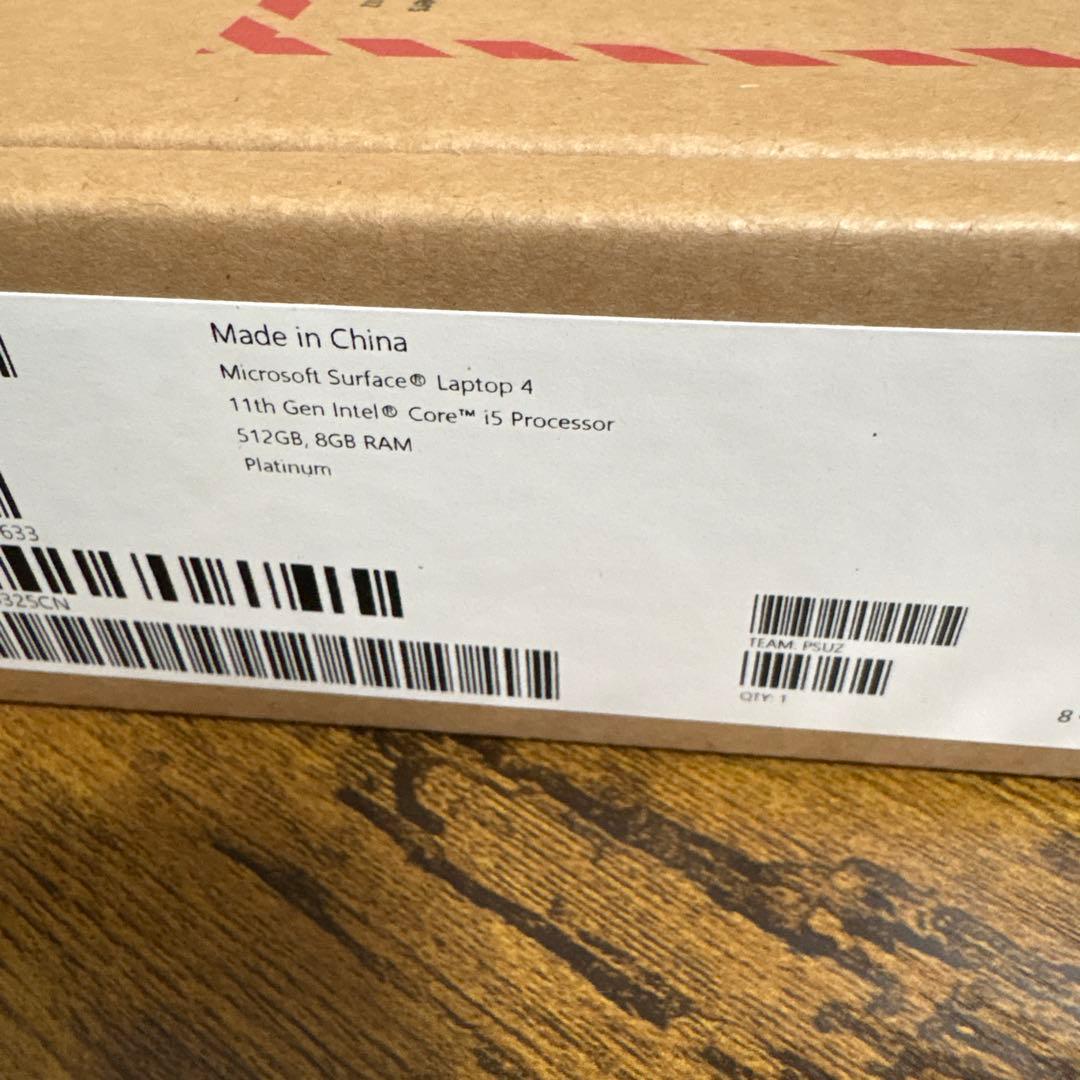 Made in China
Microsoft Surface® Laptop 4
11th Gen Intel® Core™ i5 Processor
512GB, 8GB RAM
Platinum
633
325CN
TEAM: PSUZ
QTY: 1
8